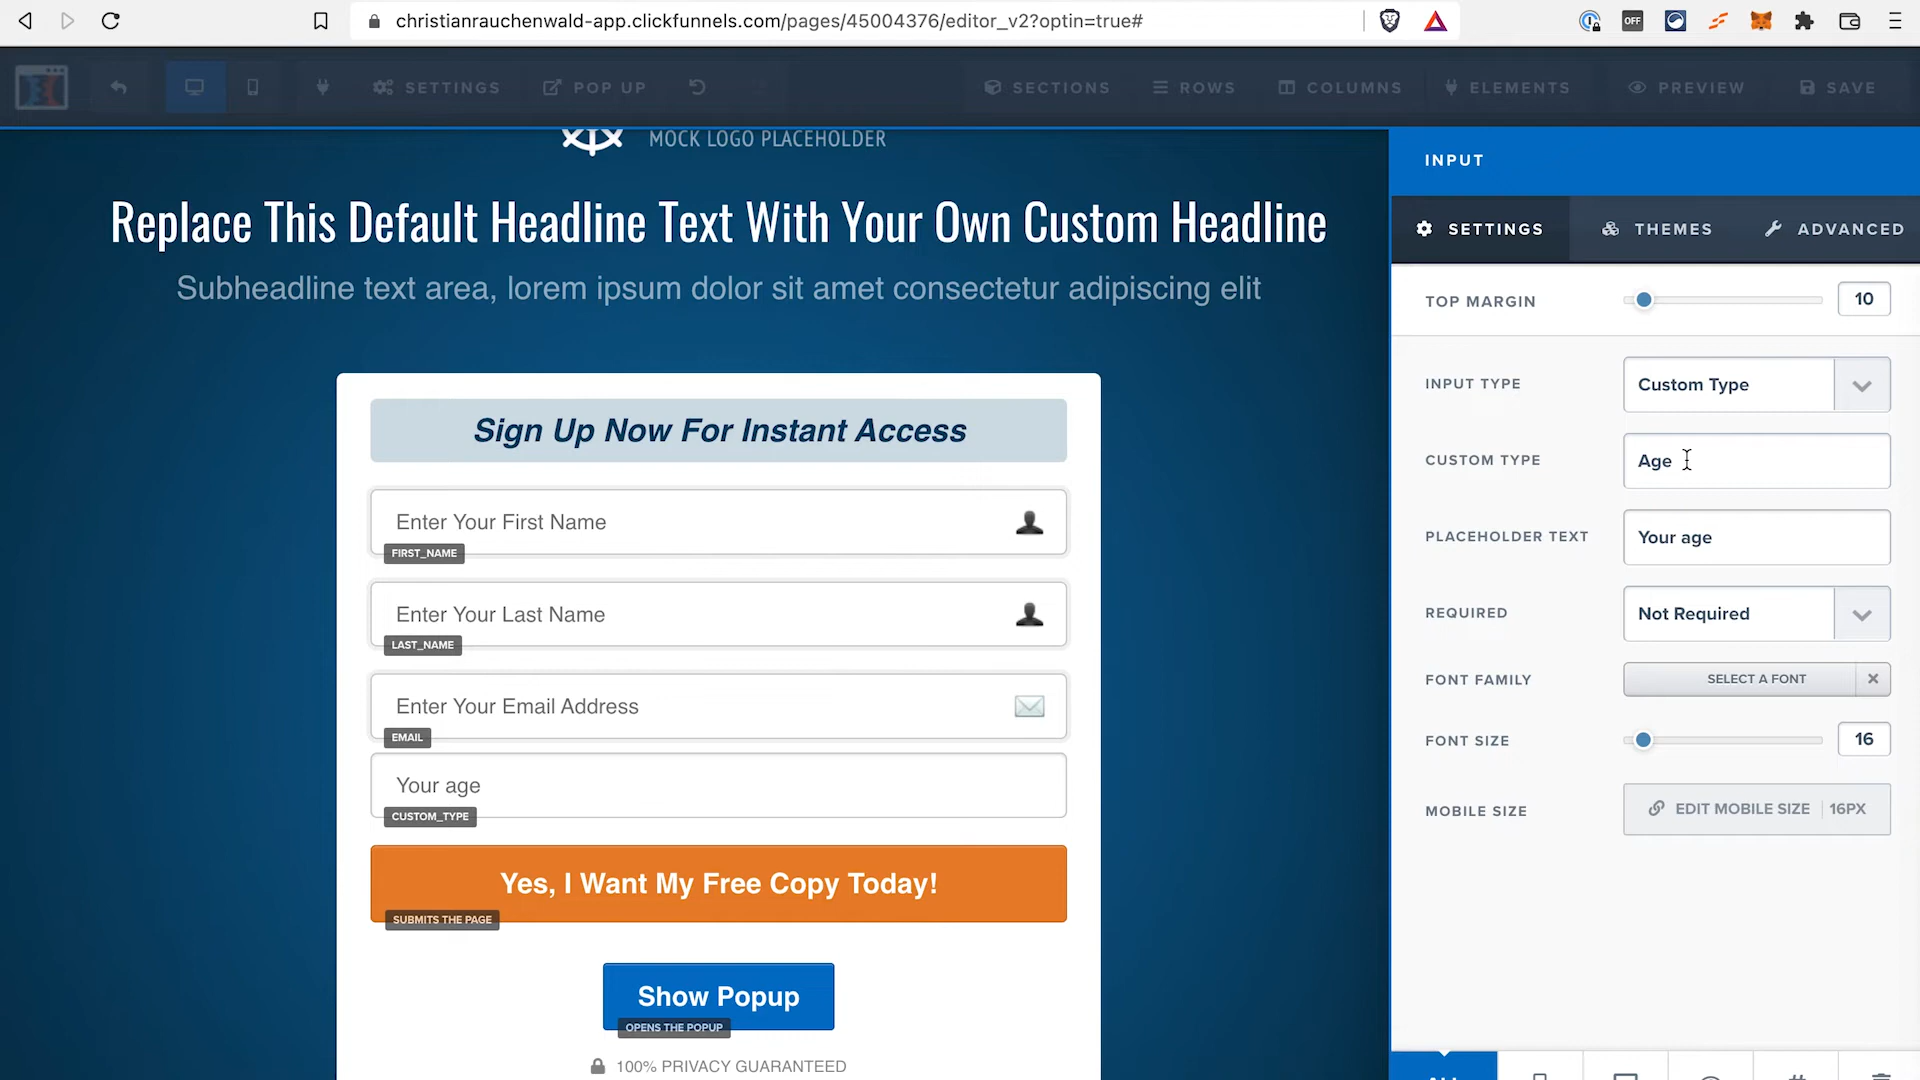 christianrauchenwald-app.clickfunnels.com/pages/45004376/editor_v2?optin=true#
OFF
SETTINGS
POP UP
SECTIONS
ROWS
COLUMNS
ELEMENTS
PREVIEW
SAVE
MOCK LOGO PLACEHOLDER
Replace This Default Headline Text With Your Own Custom Headline
Subheadline text area, lorem ipsum dolor sit amet consectetur adipiscing elit
Sign Up Now For Instant Access
Enter Your First Name
FIRST_NAME
Enter Your Last Name
LAST_NAME
Enter Your Email Address
EMAIL
Your age
CUSTOM_TYPE
Yes, I Want My Free Copy Today!
SUBMITS THE PAGE
Show Popup
OPENS THE POPUP
100% PRIVACY GUARANTEED
INPUT
SETTINGS
THEMES
ADVANCED
TOP MARGIN
10
INPUT TYPE
Custom Type
CUSTOM TYPE
Age
PLACEHOLDER TEXT
Your age
REQUIRED
Not Required
FONT FAMILY
SELECT A FONT
FONT SIZE
16
MOBILE SIZE
EDIT MOBILE SIZE
16PX